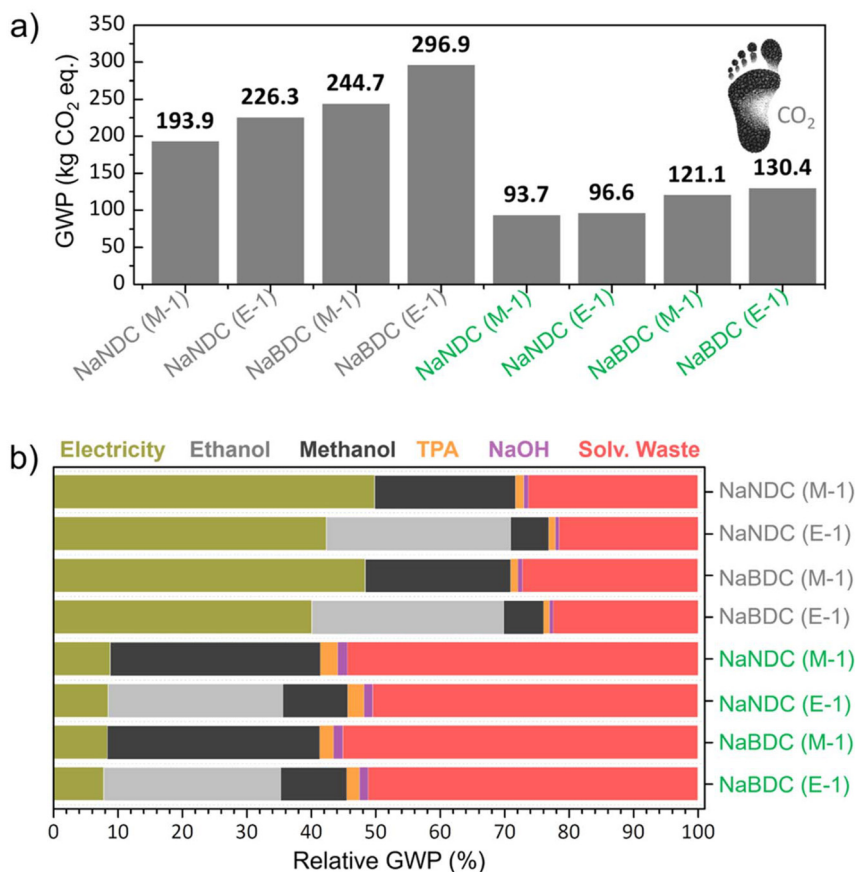 a)
GWP (kg CO₂ eq.)
350
300
250
200
150
100
50
0
193.9
226.3
244.7
296.9
93.7
96.6
121.1
130.4
CO₂
NaNDC (M-1)
NaNDC (E-1)
NaBDC (M-1)
NaBDC (E-1)
NaNDC (M-1)
NaNDC (E-1)
NaBDC (M-1)
NaBDC (E-1)
b)
Electricity Ethanol Methanol TPA NaOH Solv. Waste
NaNDC (M-1)
NaNDC (E-1)
NaBDC (M-1)
NaBDC (E-1)
NaNDC (M-1)
NaNDC (E-1)
NaBDC (M-1)
NaBDC (E-1)
0 10 20 30 40 50 60 70 80 90 100
Relative GWP (%)